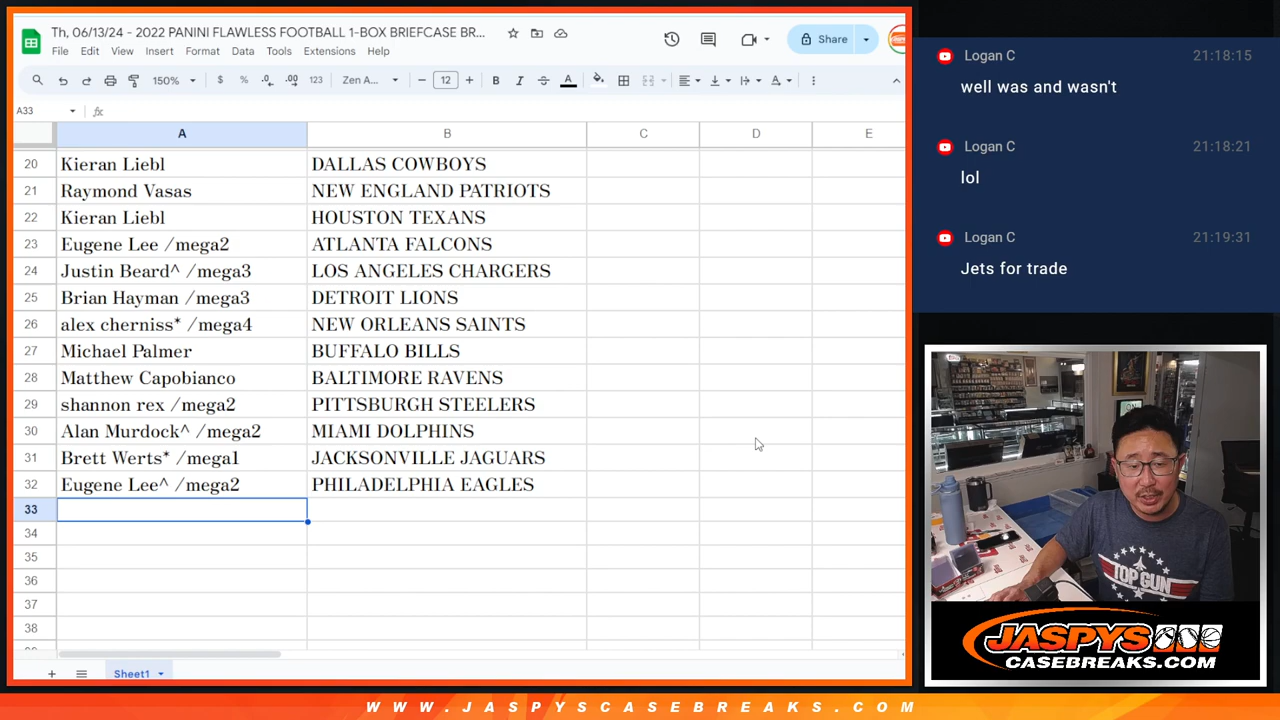 Th, 06/13/24 - 2022 PANINI FLAWLESS FOOTBALL 1-BOX BRIEFCASE BR...
File Edit View Insert Format Data Tools Extensions Help
Share
150% $ % .0 .00 123 Zen A... 12 B I S A A
A33 fx
A B C D E
20 Kieran Liebl DALLAS COWBOYS
21 Raymond Vasas NEW ENGLAND PATRIOTS
22 Kieran Liebl HOUSTON TEXANS
23 Eugene Lee /mega2 ATLANTA FALCONS
24 Justin Beard^ /mega3 LOS ANGELES CHARGERS
25 Brian Hayman /mega3 DETROIT LIONS
26 alex cherniss* /mega4 NEW ORLEANS SAINTS
27 Michael Palmer BUFFALO BILLS
28 Matthew Capobianco BALTIMORE RAVENS
29 shannon rex /mega2 PITTSBURGH STEELERS
30 Alan Murdock^ /mega2 MIAMI DOLPHINS
31 Brett Werts* /mega1 JACKSONVILLE JAGUARS
32 Eugene Lee^ /mega2 PHILADELPHIA EAGLES
33
34
35
36
37
38
Sheet1
Logan C 21:18:15
well was and wasn't
Logan C 21:18:21
lol
Logan C 21:19:31
Jets for trade
TOP GUN
JASPYS
CASEBREAKS.COM
WWW.JASPYSCASEBREAKS.COM